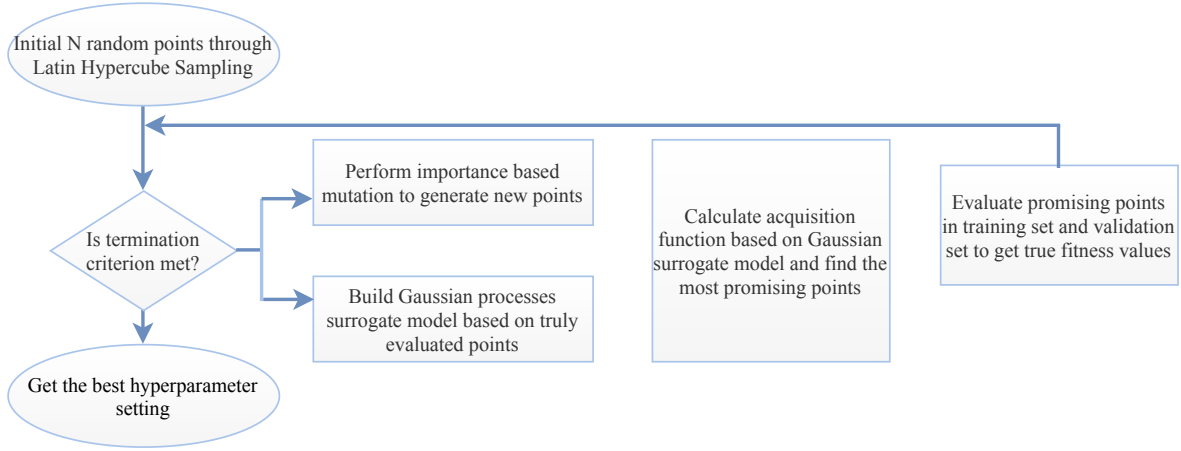 Initial N random points through
Latin Hypercube Sampling
Is termination
criterion met?
Perform importance based
mutation to generate new points
Build Gaussian processes
surrogate model based on truly
evaluated points
Calculate acquisition
function based on Gaussian
surrogate model and find the
most promising points
Evaluate promising points
in training set and validation
set to get true fitness values
Get the best hyperparameter
setting